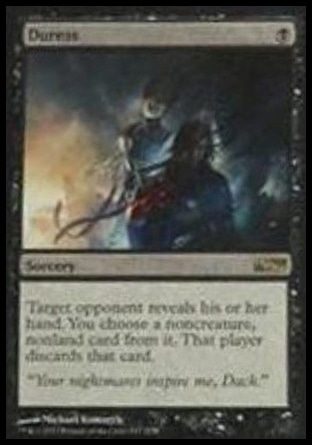 Duress
Sorcery
Target opponent reveals his or her
hand. You choose a noncreature,
nonland card from it. That player
discards that card.
"Your nightmares inspire me, Dack."
Michael Komarck